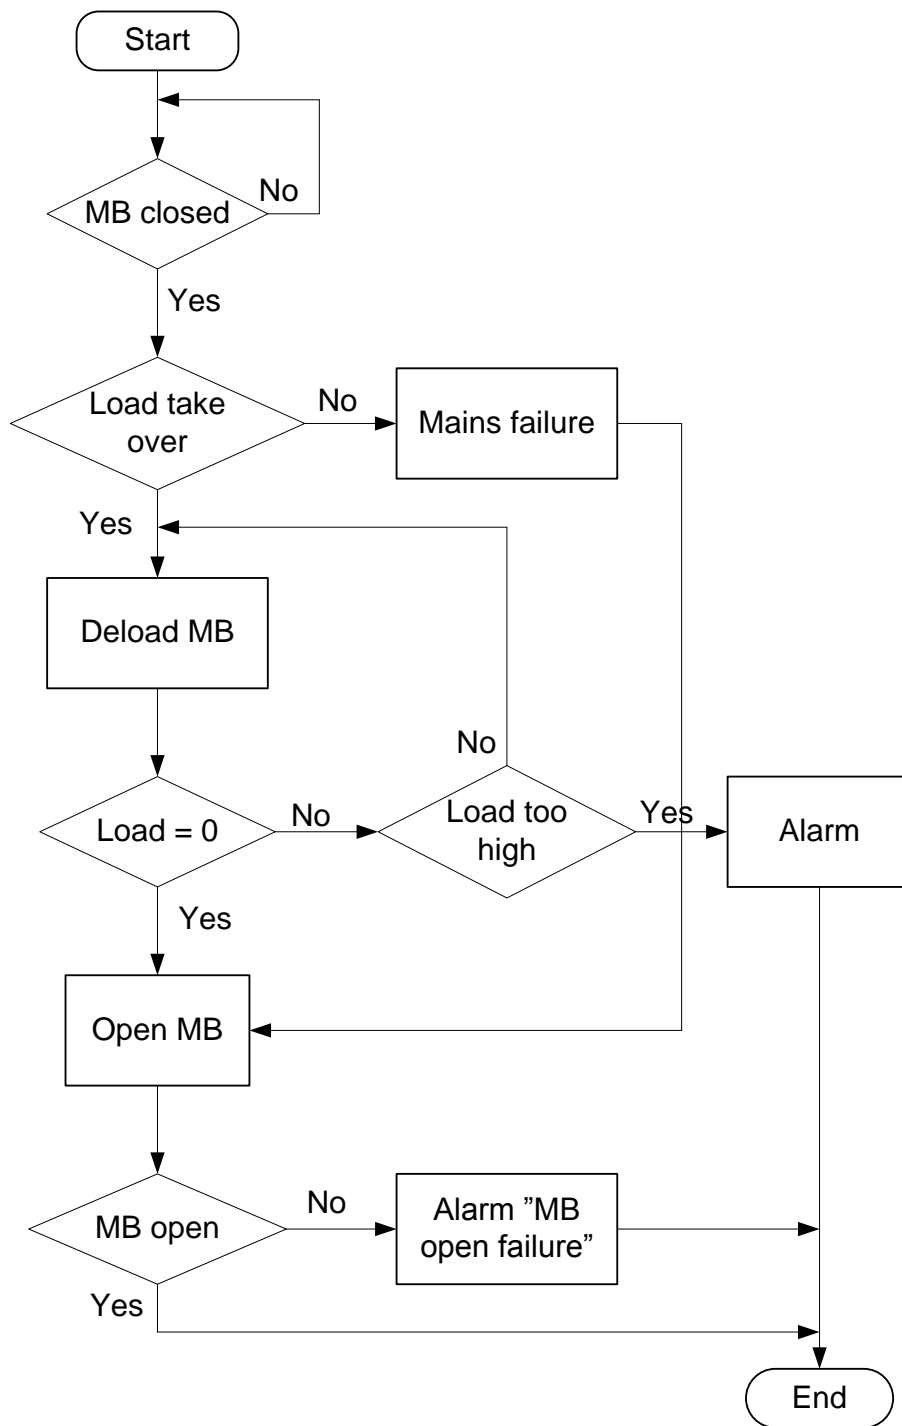 Start
No
MB closed
Yes
Load take
over
No
Mains failure
Yes
Deload MB
No
Load = 0
No
Load too
high
Yes
Alarm
Yes
Open MB
MB open
No
Alarm ”MB
open failure”
Yes
End